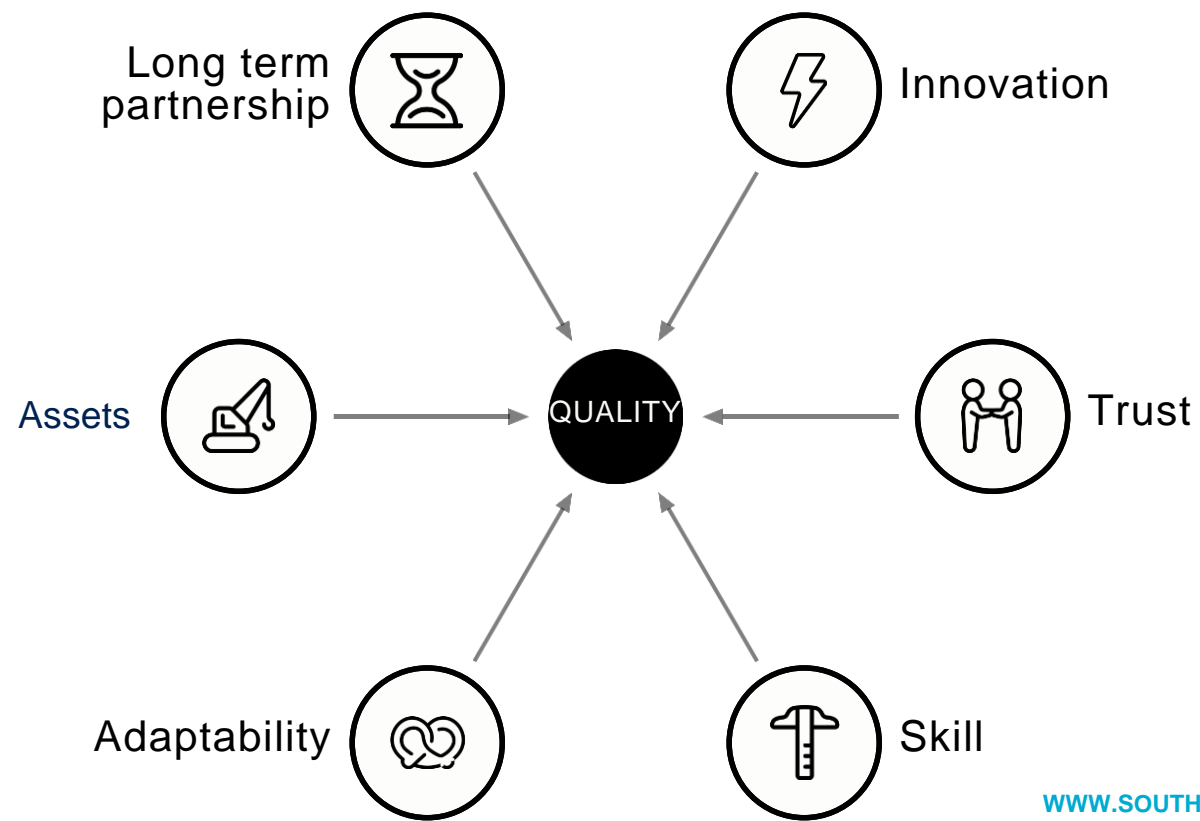 Long term
partnership
Innovation
Assets
QUALITY
Trust
Adaptability
Skill
WWW.SOUTH